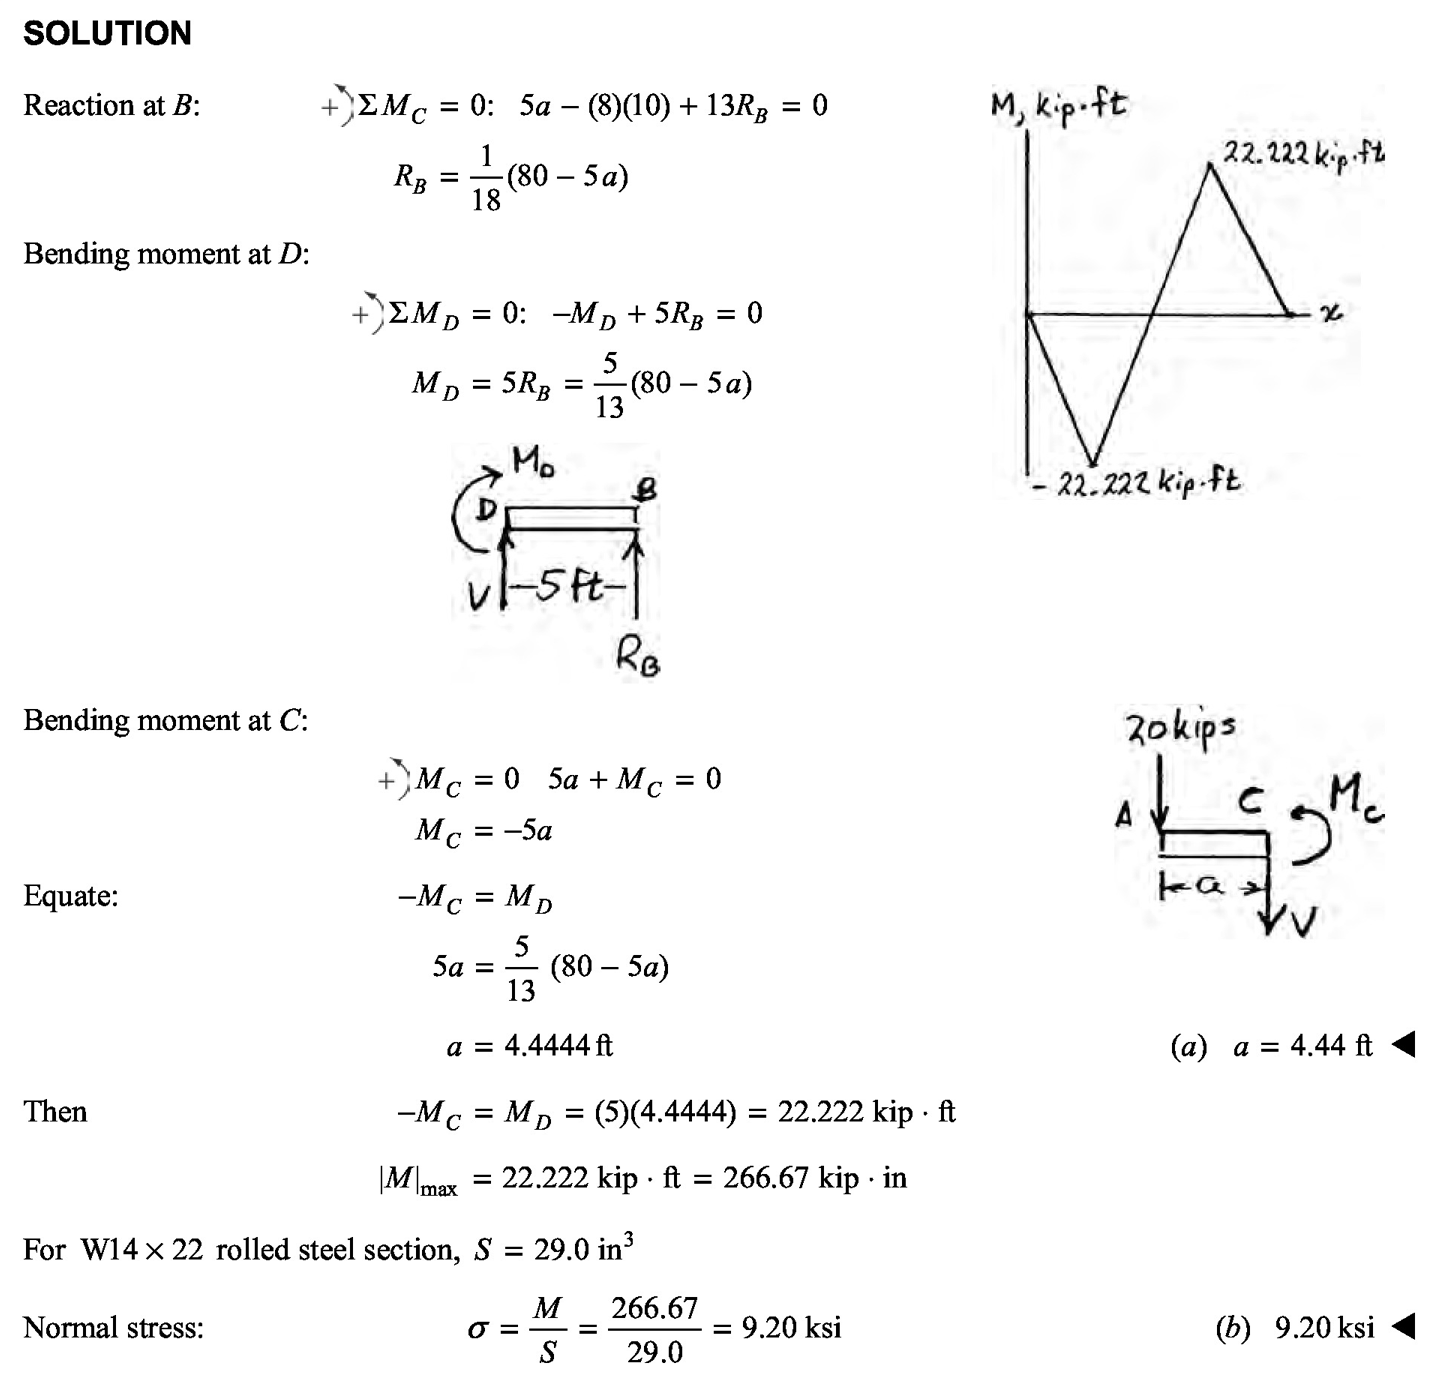 SOLUTION
Reaction at B: +) ΣM_C = 0: 5a − (8)(10) + 13R_B = 0
R_B = 1/18 (80 − 5a)
M, kip·ft
22.222 kip·ft
x
−22.222 kip·ft
Bending moment at D:
+) ΣM_D = 0: −M_D + 5R_B = 0
M_D = 5R_B = 5/13 (80 − 5a)
M_D
D B
V 5 ft
R_B
Bending moment at C:
+) M_C = 0 5a + M_C = 0
M_C = −5a
20kips
A C M_C
a
V
Equate: −M_C = M_D
5a = 5/13 (80 − 5a)
a = 4.4444 ft (a) a = 4.44 ft ◄
Then −M_C = M_D = (5)(4.4444) = 22.222 kip · ft
|M|_max = 22.222 kip · ft = 266.67 kip · in
For W14 × 22 rolled steel section, S = 29.0 in³
Normal stress: σ = M/S = 266.67/29.0 = 9.20 ksi (b) 9.20 ksi ◄